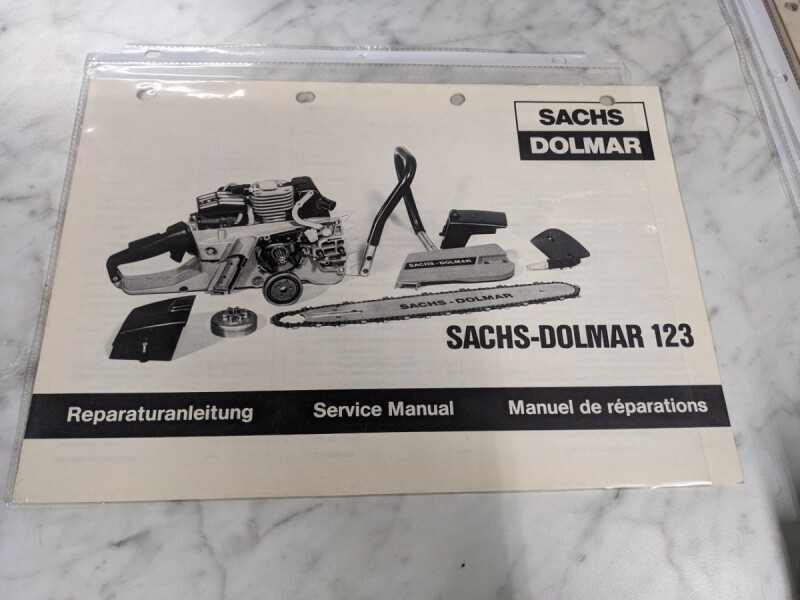 SACHS
DOLMAR
SACHS-DOLMAR
SACHS-DOLMAR
SACHS-DOLMAR 123
Reparaturanleitung Service Manual Manuel de réparations